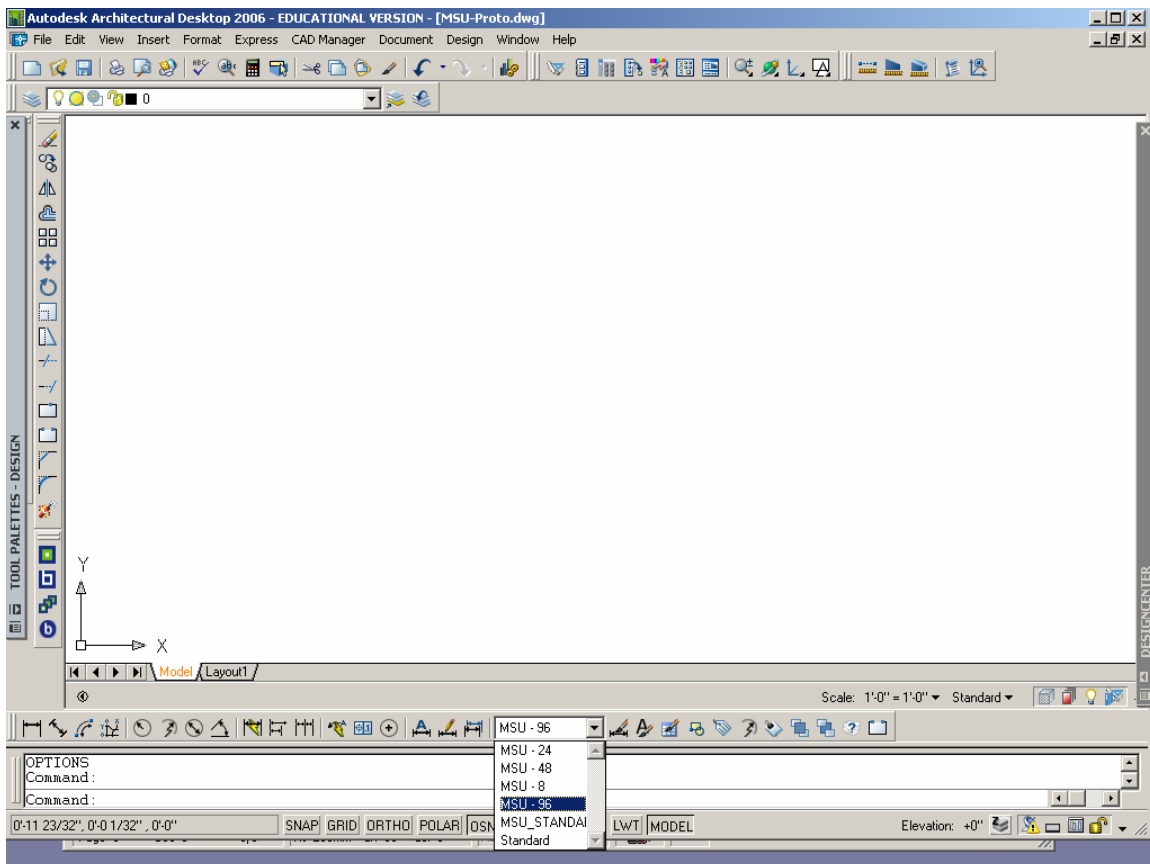 Autodesk Architectural Desktop 2006 - EDUCATIONAL VERSION - [MSU-Proto.dwg]
File Edit View Insert Format Express CAD Manager Document Design Window Help
0
TOOL PALETTES - DESIGN
DESIGNCENTER
Y
X
Model Layout1
Scale: 1'-0" = 1'-0" Standard
MSU - 96
MSU - 24
MSU - 48
MSU - 8
MSU - 96
MSU_STANDAI
Standard
OPTIONS
Command:
Command:
0'-11 23/32", 0'-0 1/32" , 0'-0" SNAP GRID ORTHO POLAR OSN LWT MODEL Elevation: +0"